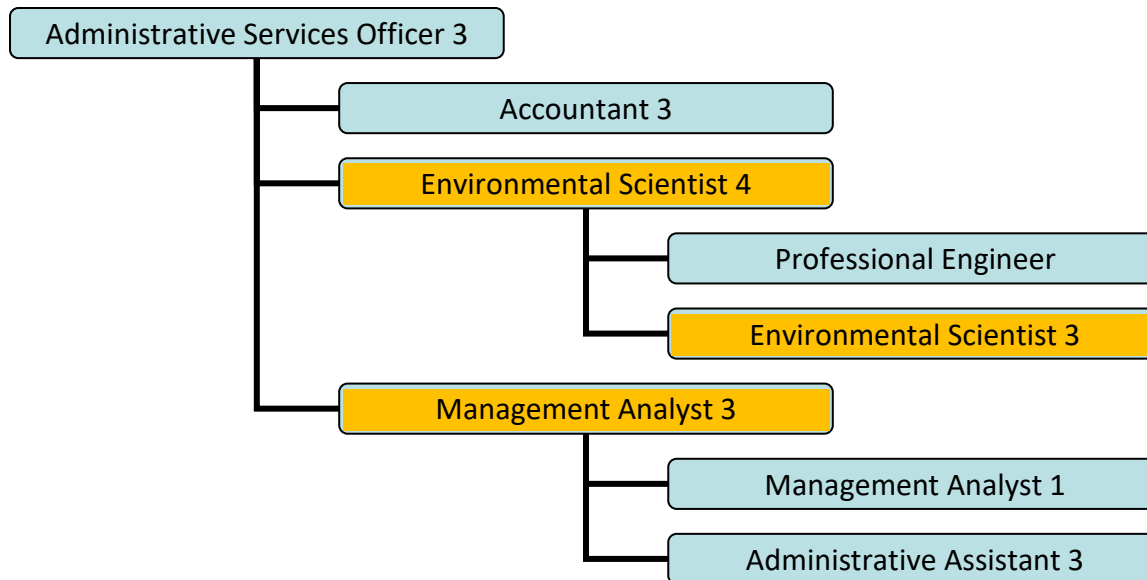 Administrative Services Officer 3
Accountant 3
Environmental Scientist 4
Professional Engineer
Environmental Scientist 3
Management Analyst 3
Management Analyst 1
Administrative Assistant 3